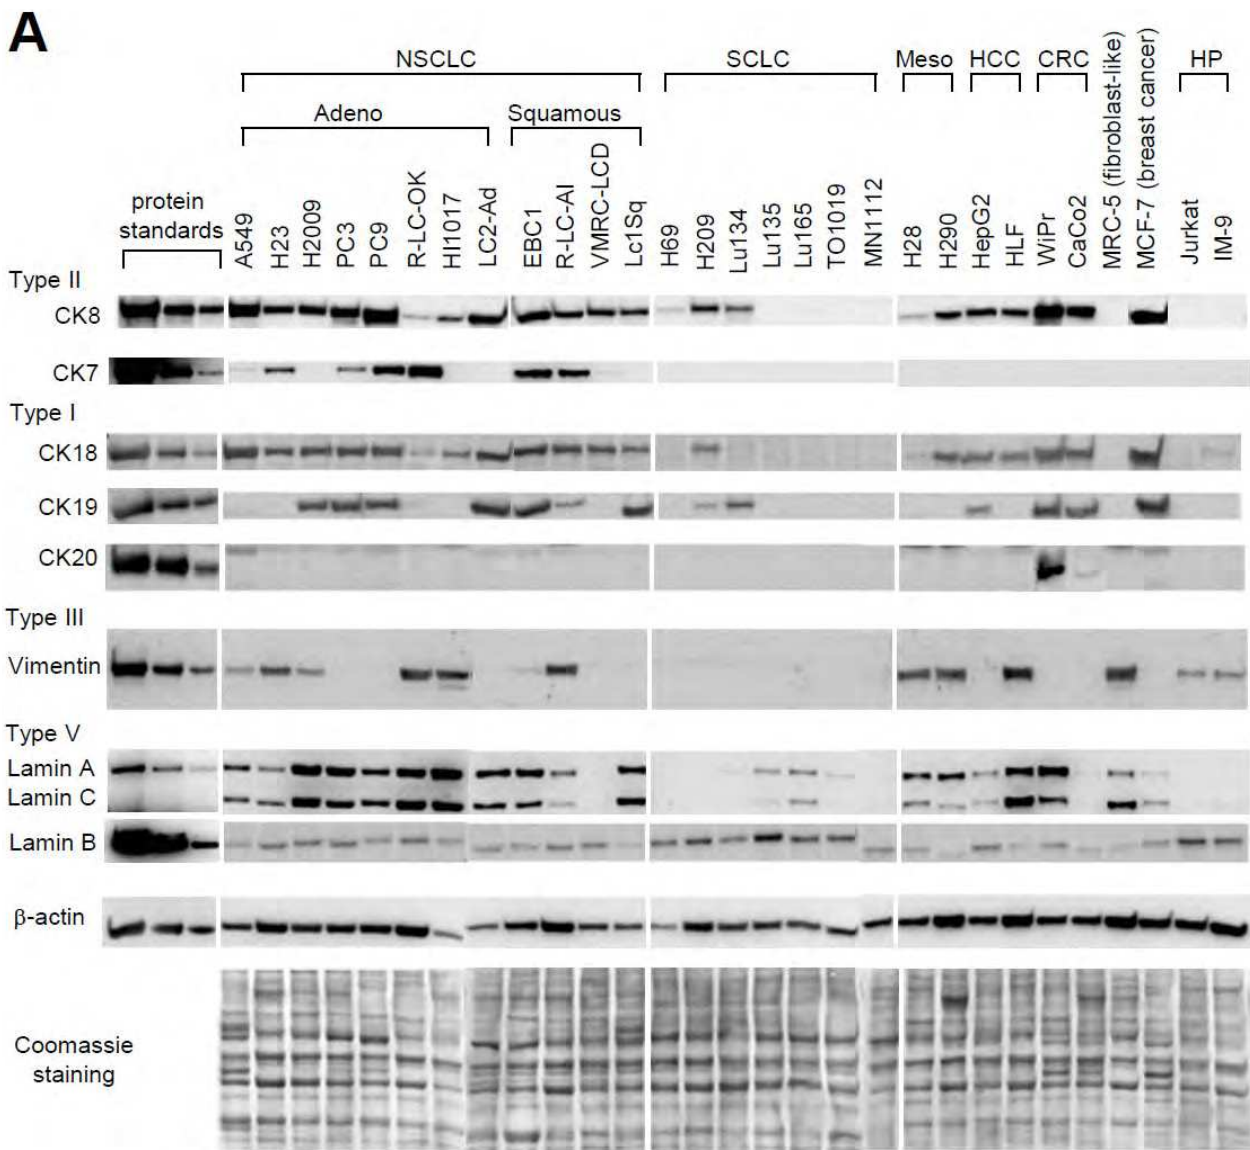 A
NSCLC
SCLC
Meso
HCC
CRC
MRC-5 (fibroblast-like)
MCF-7 (breast cancer)
HP
Adeno
Squamous
protein
standards
A549
H23
H2009
PC3
PC9
R-LC-OK
HI1017
LC2-Ad
EBC1
R-LC-AI
VMRC-LCD
Lc1Sq
H69
H209
Lu134
Lu135
Lu165
TO1019
MN1112
H28
H290
HepG2
HLF
WiPr
CaCo2
Jurkat
IM-9
Type II
CK8
CK7
Type I
CK18
CK19
CK20
Type III
Vimentin
Type V
Lamin A
Lamin C
Lamin B
β-actin
Coomassie
staining